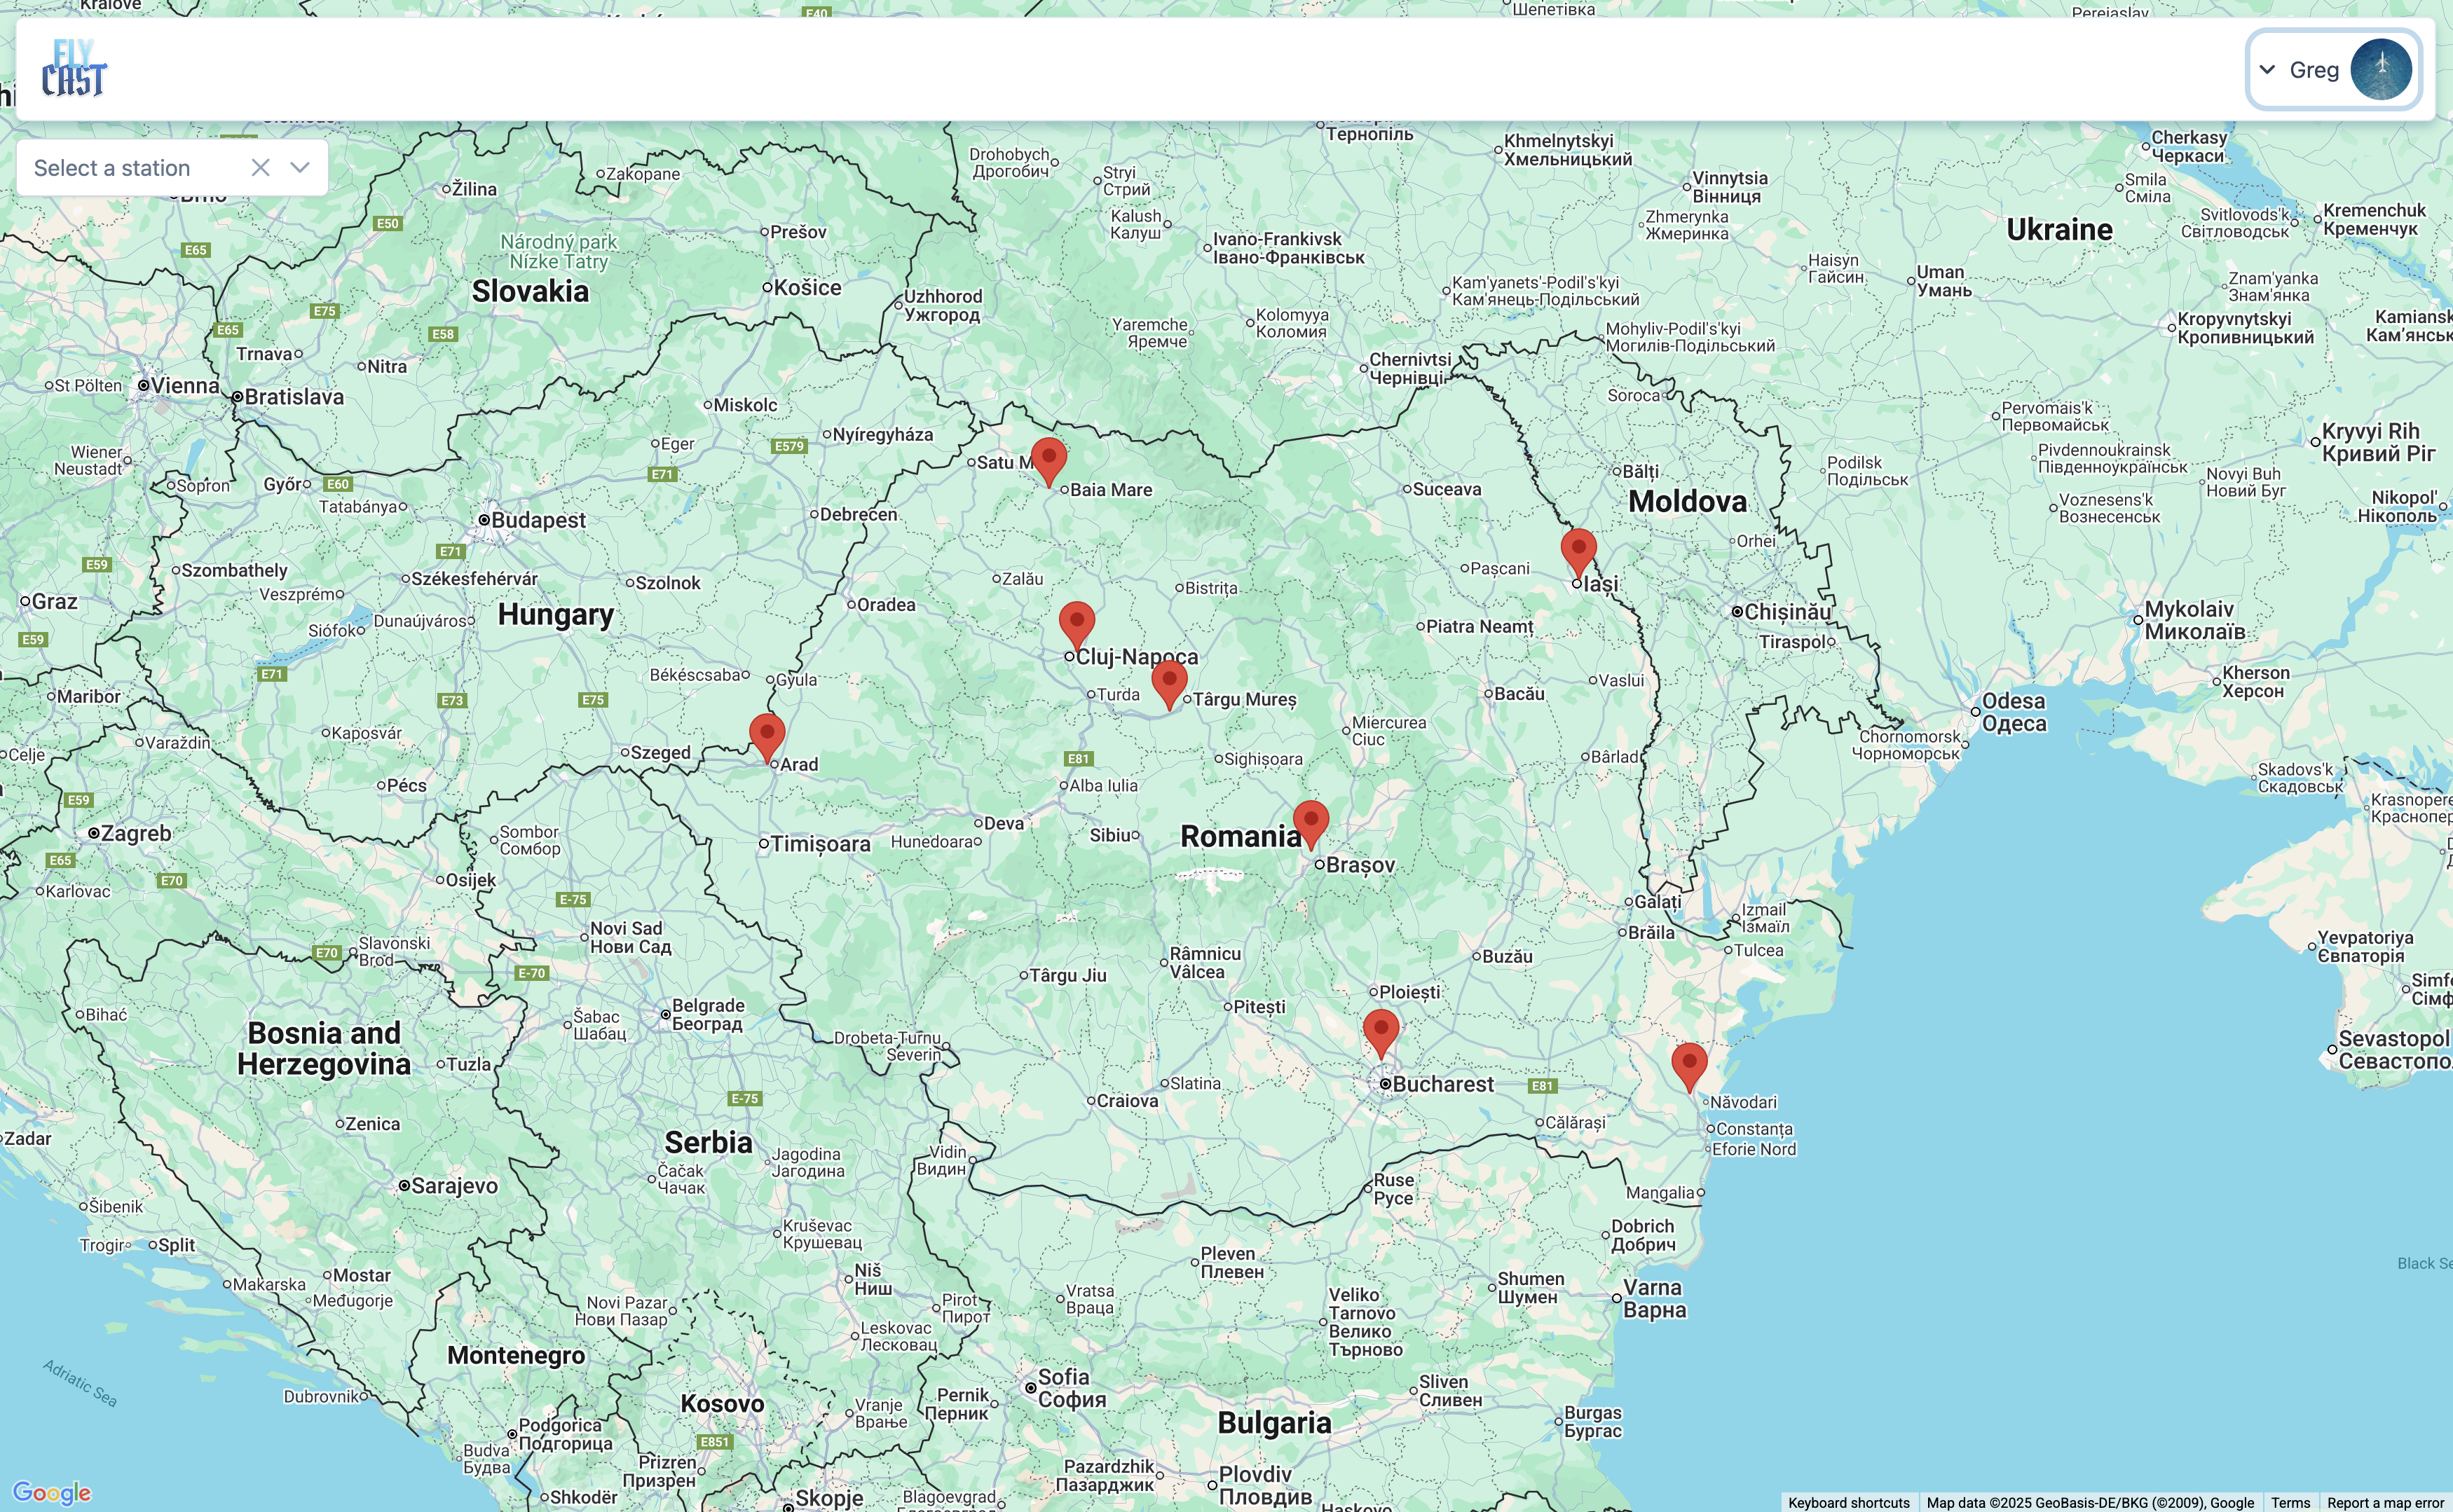 Kralove
E40
Шепетівка
Pereiaslav
FLY
CAST
Greg
Select a station
Žilina
Zakopane
Drohobych
Дрогобич
Stryi
Стрий
Тернопіль
Khmelnytskyi
Хмельницький
Vinnytsia
Вінниця
Cherkasy
Черкаси
Smila
Сміла
Kalush
Калуш
Zhmerynka
Жмеринка
Svitlovods'k
Світловодськ
Kremenchuk
Кременчук
E50
E65
Prešov
Národný park
Nízke Tatry
Ivano-Frankivsk
Івано-Франківськ
Ukraine
Haisyn
Гайсин
Uman
Умань
Znam'yanka
Знам'янка
Slovakia
Košice
Uzhhorod
Ужгород
Kam'yanets'-Podil's'kyi
Кам'янець-Подільський
E75
E65
E58
Yaremche
Яремче
Kolomyya
Коломия
Mohyliv-Podil's'kyi
Могилів-Подільський
Kropyvnytskyi
Кропивницький
Kamiansk
Кам'янськ
Trnava
Nitra
St Pölten
Vienna
Bratislava
Chernivtsi
Чернівці
Soroca
Miskolc
Pervomais'k
Первомайськ
Wiener
Neustadt
Eger
E579
Nyíregyháza
Kryvyi Rih
Кривий Ріг
Sopron
Győr
E60
E71
Satu M
Baia Mare
Suceava
Bălți
Moldova
Podilsk
Подільськ
Pivdennoukrainsk
Південноукраїнськ
Novyi Buh
Новий Буг
Tatabánya
Budapest
Debrecen
Voznesens'k
Вознесенськ
Nikopol'
Нікополь
Orhei
E71
E59
Szombathely
Székesfehérvár
Szolnok
Zalău
Bistrița
Pașcani
Iași
Veszprém
Graz
Dunaújváros
Hungary
Oradea
Chișinău
Mykolaiv
Миколаїв
Siófok
Piatra Neamț
Tiraspol
E59
Cluj-Napoca
E71
Békéscsaba
Gyula
Vaslui
Kherson
Херсон
Maribor
E73
E75
Turda
Târgu Mureș
Bacău
Odesa
Одеса
Kaposvár
Miercurea
Ciuc
Celje
Varaždin
Szeged
Arad
E81
Sighișoara
Bârlad
Chornomorsk
Чорноморськ
Pécs
Alba Iulia
Skadovs'k
Скадовськ
E59
Krasnopere
Краснопер
Zagreb
Sombor
Сомбор
Timișoara
Deva
Hunedoara
Sibiu
Romania
Brașov
E65
E70
Osijek
Karlovac
E-75
Galați
Izmail
Ізмаїл
Novi Sad
Нови Сад
Brăila
Tulcea
E70
Slavonski
Brod
E-70
Târgu Jiu
Râmnicu
Vâlcea
Buzău
Yevpatoriya
Євпаторія
Simfe
Сімф
Bihać
Belgrade
Београд
Šabac
Шабац
Pitești
Ploiești
Bosnia and
Herzegovina
Tuzla
Drobeta-Turnu
Severin
Sevastopol
Севастопо
Slatina
Bucharest
E81
E-75
Craiova
Năvodari
Zadar
Zenica
Serbia
Călărași
Constanța
Eforie Nord
Jagodina
Јагодина
Čačak
Чачак
Vidin
Видин
Sarajevo
Ruse
Русе
Mangalia
Šibenik
Trogir
Split
Kruševac
Крушевац
Dobrich
Добрич
Pleven
Плевен
Black Se
Makarska
Mostar
Niš
Ниш
Međugorje
Novi Pazar
Нови Пазар
Pirot
Пирот
Vratsa
Враца
Veliko
Tarnovo
Велико
Търново
Shumen
Шумен
Varna
Варна
Leskovac
Лесковац
Montenegro
Adriatic Sea
Dubrovnik
Kosovo
Vranje
Врање
Pernik
Перник
Sofia
София
Sliven
Сливен
Bulgaria
Burgas
Бургас
Podgorica
Подгорица
E851
Budva
Будва
Prizren
Призрен
Pazardzhik
Пазарджик
Plovdiv
Пловдив
Google
Shkodër
Skopje
Blagoevgrad
Haskovo
Keyboard shortcuts
Map data ©2025 GeoBasis-DE/BKG (©2009), Google
Terms
Report a map error